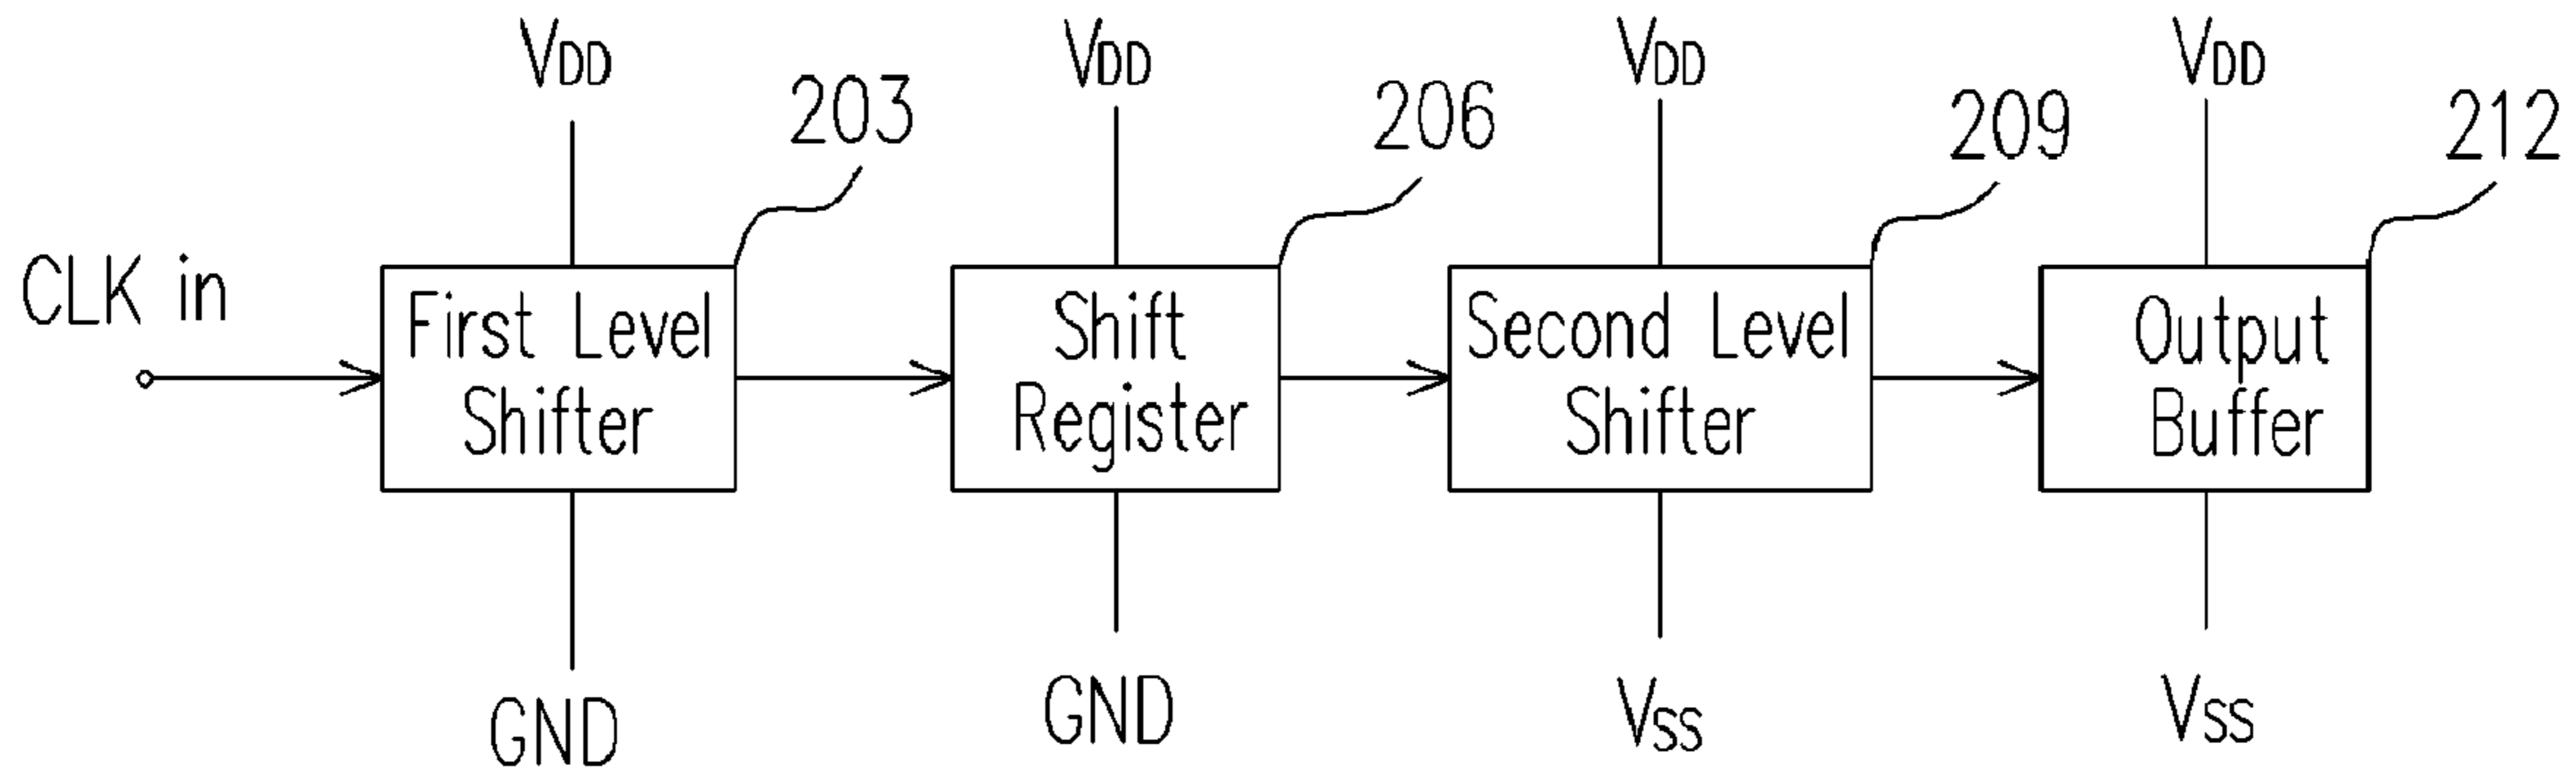 VDD
VDD
VDD
VDD
203
206
209
212
CLK in
First Level
Shifter
Shift
Register
Second Level
Shifter
Output
Buffer
GND
GND
VSS
VSS